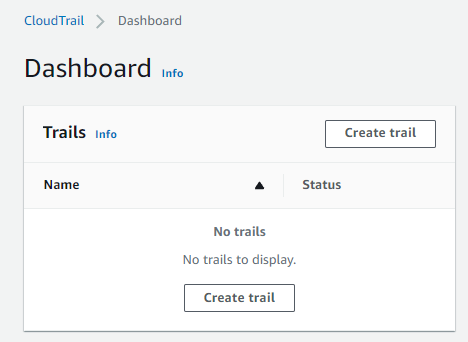 CloudTrail > Dashboard
Dashboard Info
Trails Info Create trail
Name Status
No trails
No trails to display.
Create trail